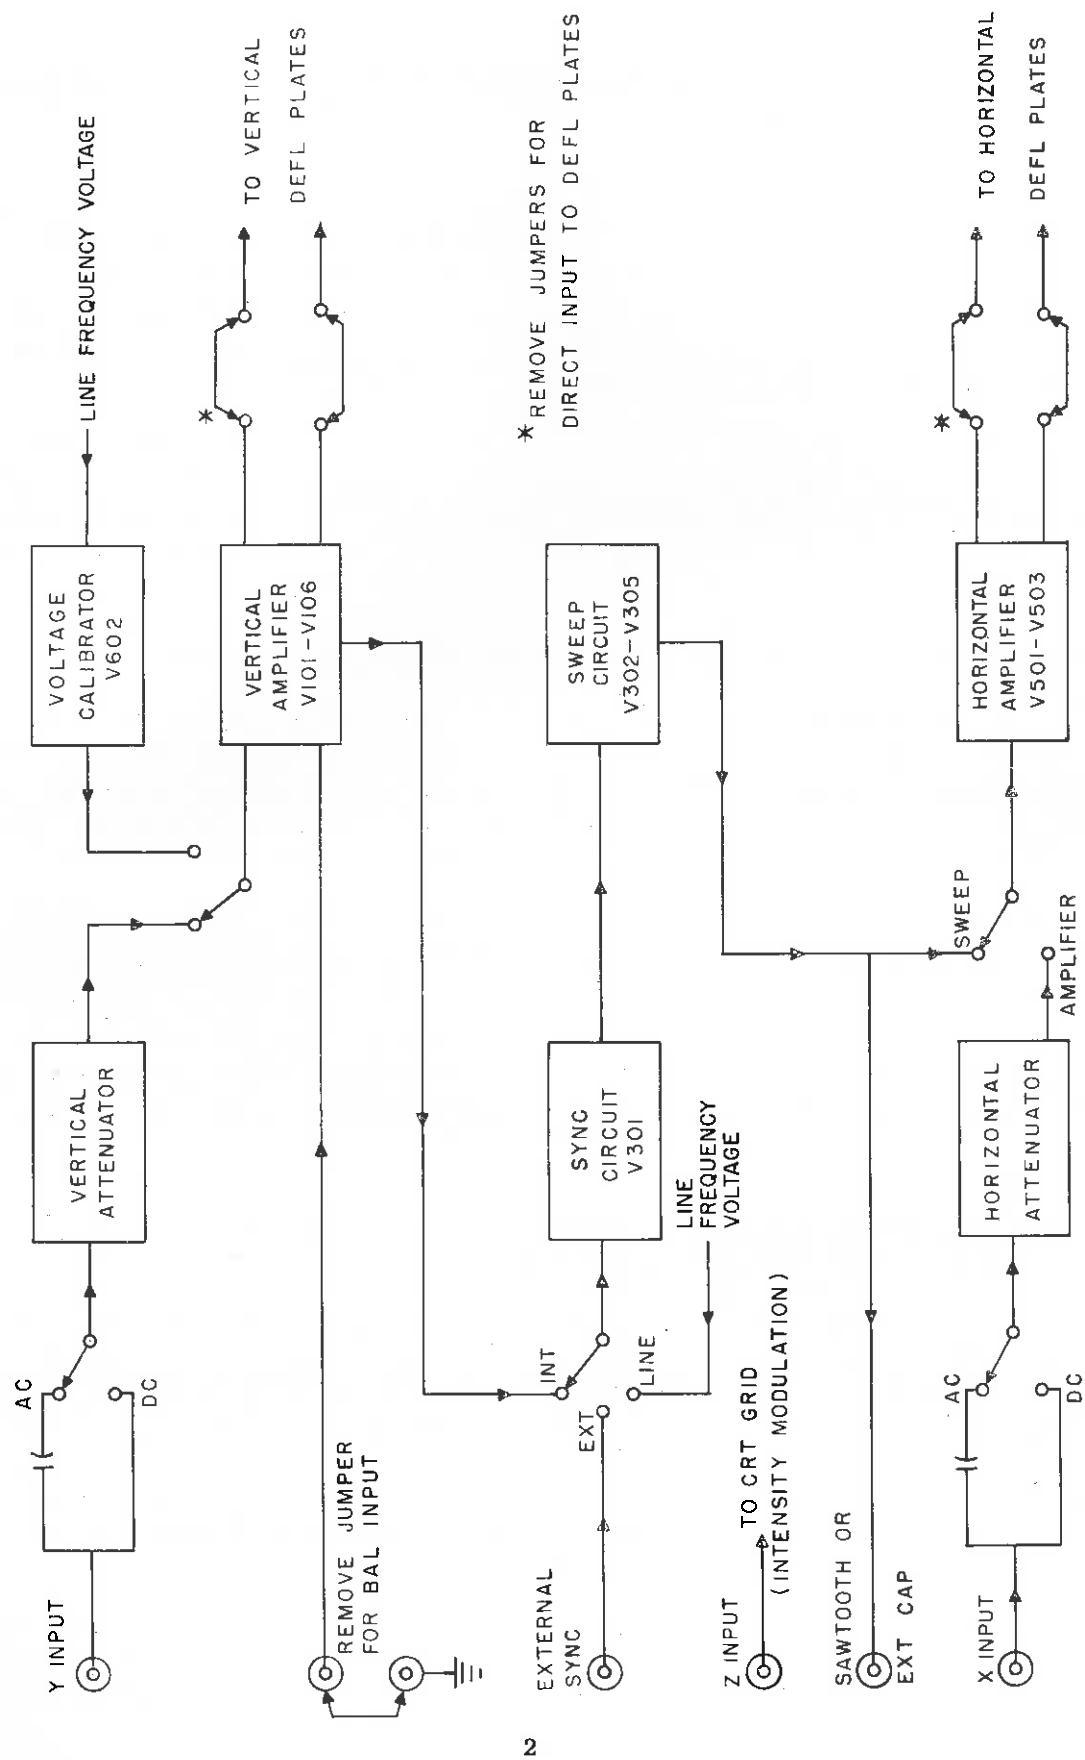 Y INPUT
AC
DC
VERTICAL
ATTENUATOR
VOLTAGE
CALIBRATOR
V602
LINE FREQUENCY VOLTAGE
REMOVE JUMPER
FOR BAL INPUT
VERTICAL
AMPLIFIER
V101-V106
*
TO VERTICAL
DEFL PLATES
EXTERNAL
SYNC
INT
EXT
LINE
SYNC
CIRCUIT
V301
LINE
FREQUENCY
VOLTAGE
SWEEP
CIRCUIT
V302-V305
*REMOVE JUMPERS FOR
DIRECT INPUT TO DEFL PLATES
Z INPUT
TO CRT GRID
(INTENSITY MODULATION)
SAWTOOTH OR
EXT CAP
X INPUT
AC
DC
HORIZONTAL
ATTENUATOR
SWEEP
AMPLIFIER
HORIZONTAL
AMPLIFIER
V501-V503
*
TO HORIZONTAL
DEFL PLATES
2